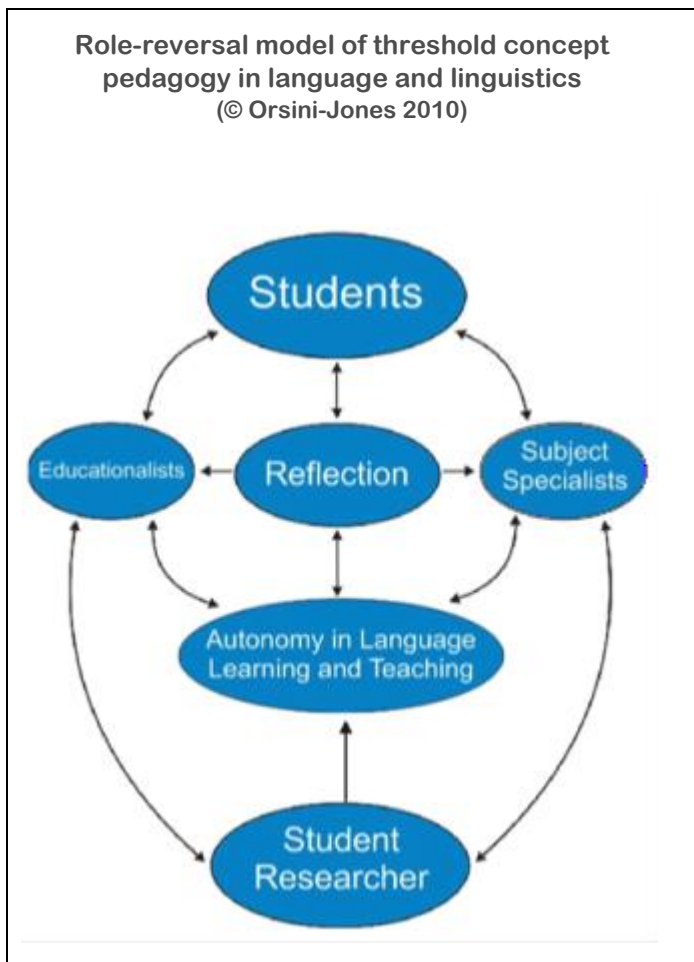 Role-reversal model of threshold concept
pedagogy in language and linguistics
(© Orsini-Jones 2010)
Students
Educationalists
Reflection
Subject
Specialists
Autonomy in Language
Learning and Teaching
Student
Researcher